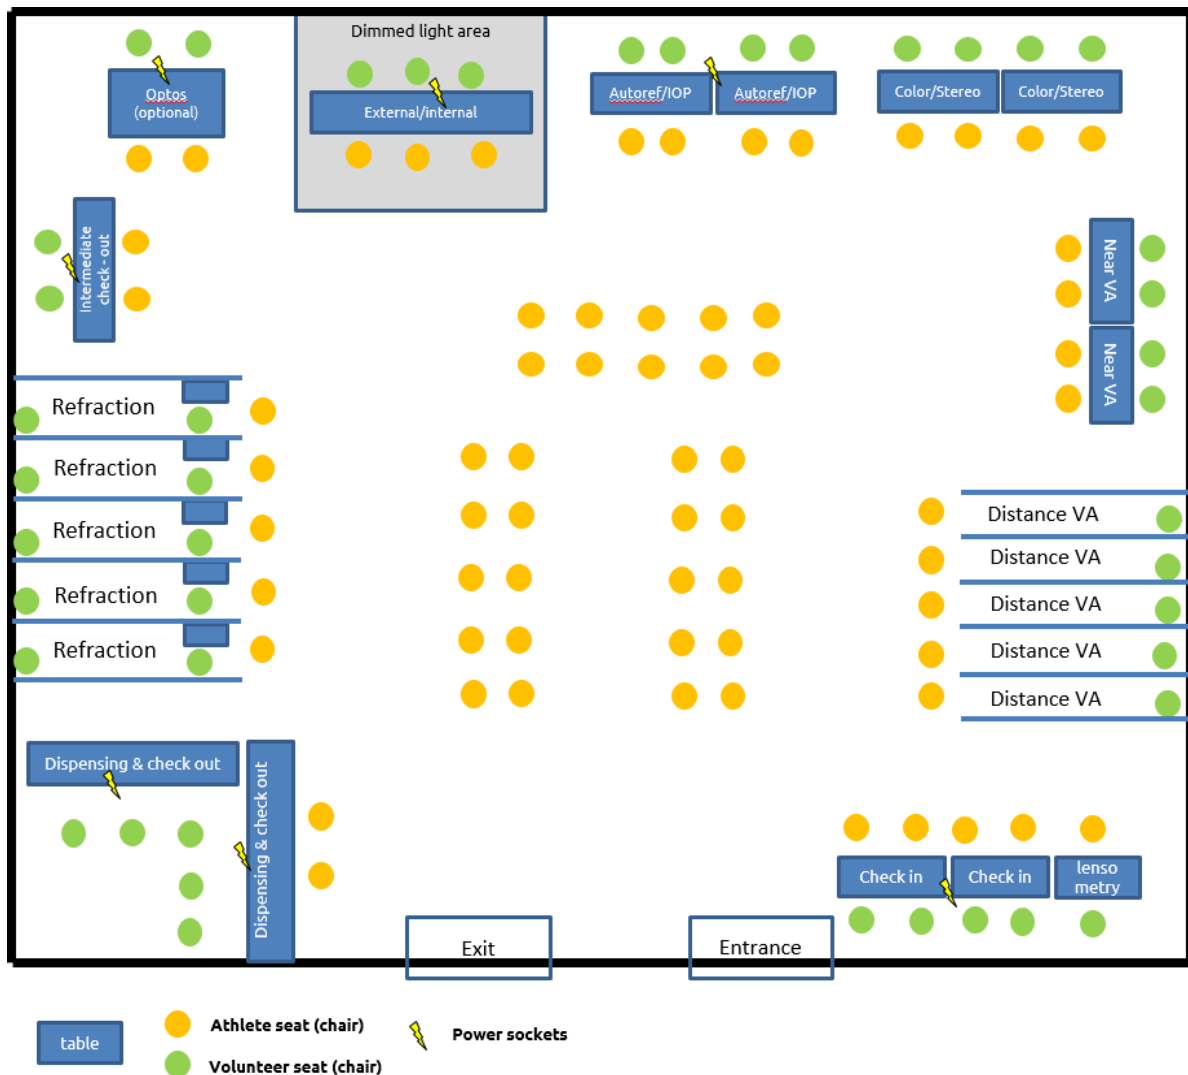 Dimmed light area
Optos
(optional)
External/internal
Autoref/IOP
Autoref/IOP
Color/Stereo
Color/Stereo
Intermediate
check - out
Near VA
Near VA
Refraction
Refraction
Refraction
Refraction
Refraction
Distance VA
Distance VA
Distance VA
Distance VA
Distance VA
Dispensing & check out
Dispensing & check out
Check in
Check in
lenso
metry
Exit
Entrance
table
Athlete seat (chair)
Volunteer seat (chair)
Power sockets